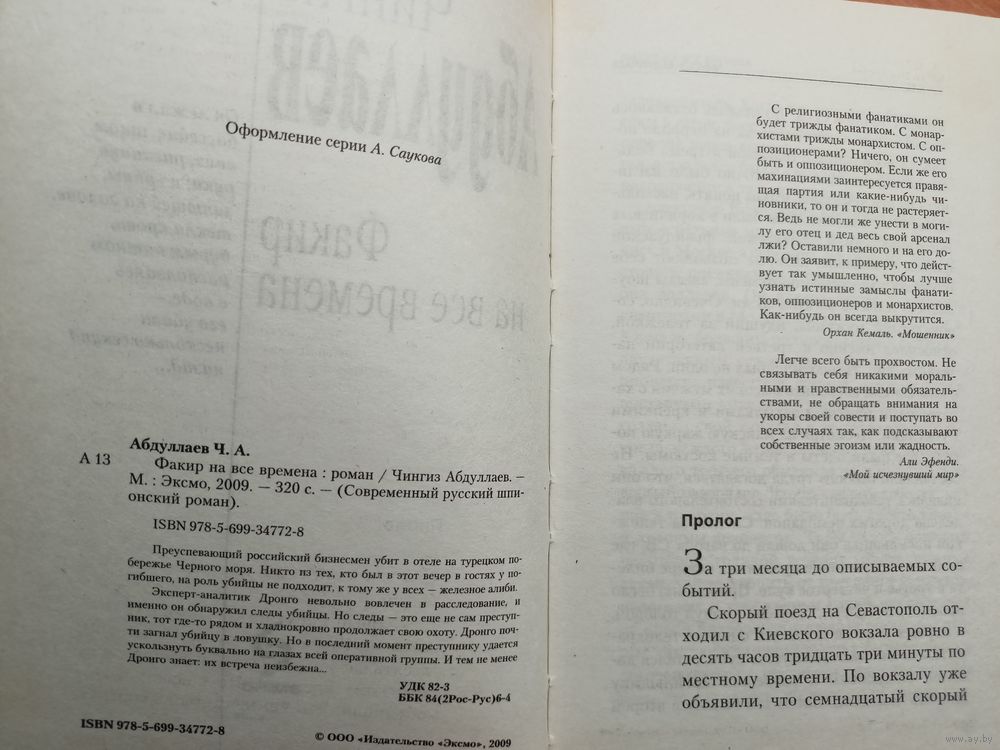 Оформление серии А. Саукова
Абдуллаев Ч. А.
А 13
Факир на все времена : роман / Чингиз Абдуллаев. –
М. : Эксмо, 2009. – 320 с. – (Современный русский шпи-
онский роман).
ISBN 978-5-699-34772-8
Преуспевающий российский бизнесмен убит в отеле на турецком по-
бережье Черного моря. Никто из тех, кто был в этот вечер в гостях у по-
гибшего, на роль убийцы не подходит, к тому же у всех – железное алиби.
Эксперт-аналитик Дронго невольно вовлечен в расследование, и
именно он обнаружил следы убийцы. Но следы – это еще не сам преступ-
ник, тот где-то рядом и хладнокровно продолжает свою охоту. Дронго поч-
ти загнал убийцу в ловушку. Но в последний момент преступнику удается
ускользнуть буквально на глазах всей оперативной группы. И тем не менее
Дронго знает: их встреча неизбежна...
УДК 82-3
ББК 84(2Рос-Рус)6-4
ISBN 978-5-699-34772-8
© ООО «Издательство «Эксмо», 2009
С религиозными фанатиками он
будет трижды фанатиком. С монар-
хистами трижды монархистом. С оп-
позиционерами? Ничего, он сумеет
быть и оппозиционером. Если же его
махинациями заинтересуется правя-
щая партия или какие-нибудь чи-
новники, то он и тогда не растеряет-
ся. Ведь не могли же унести в моги-
лу его отец и дед весь свой арсенал
лжи? Оставили немного и на его до-
лю. Он заявит, к примеру, что дейст-
вует так умышленно, чтобы лучше
узнать истинные замыслы фанати-
ков, оппозиционеров и монархистов.
Как-нибудь он всегда выкрутится.
Орхан Кемаль. «Мошенник»
Легче всего быть прохвостом. Не
связывать себя никакими мораль-
ными и нравственными обязатель-
ствами, не обращать внимания на
укоры своей совести и поступать во
всех случаях так, как подсказывают
собственные эгоизм или жадность.
Али Эфенди.
«Мой исчезнувший мир»
Пролог
За три месяца до описываемых со-
бытий.
Скорый поезд на Севастополь от-
ходил с Киевского вокзала ровно в
десять часов тридцать три минуты по
местному времени. По вокзалу уже
объявили, что семнадцатый скорый
www.ay.by